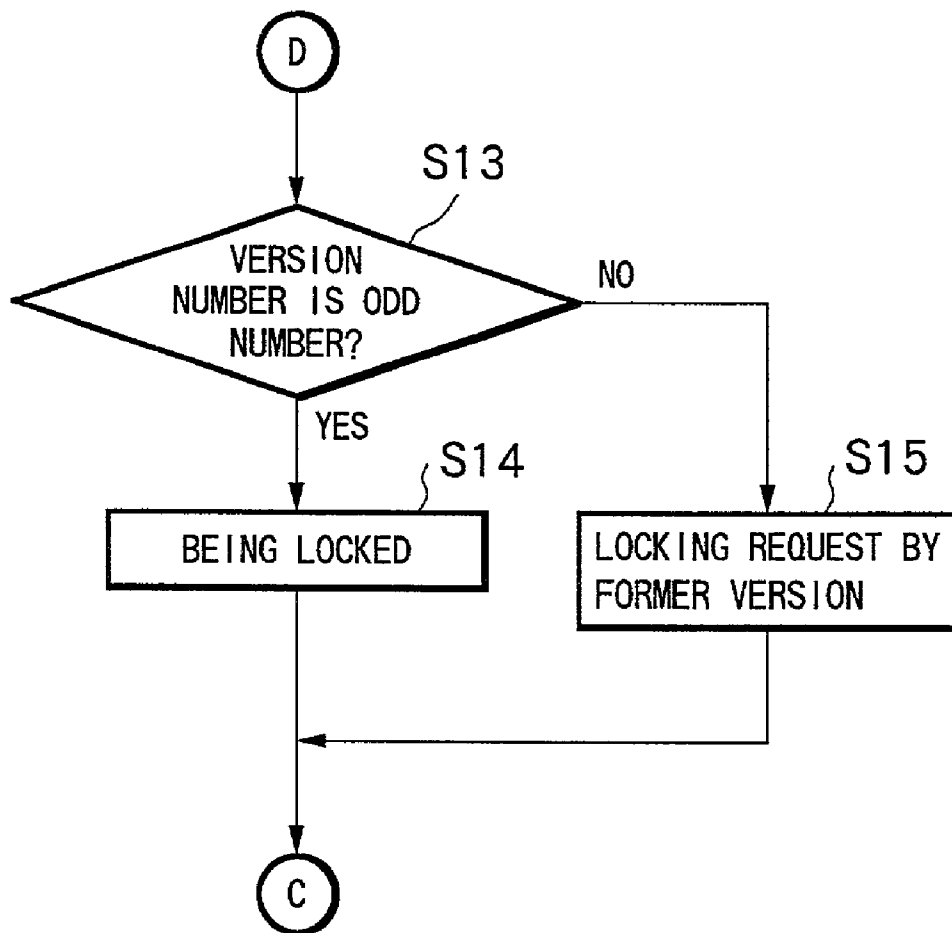 D
S13
VERSION
NUMBER IS ODD
NUMBER?
NO
YES
S14
S15
BEING LOCKED
LOCKING REQUEST BY
FORMER VERSION
C